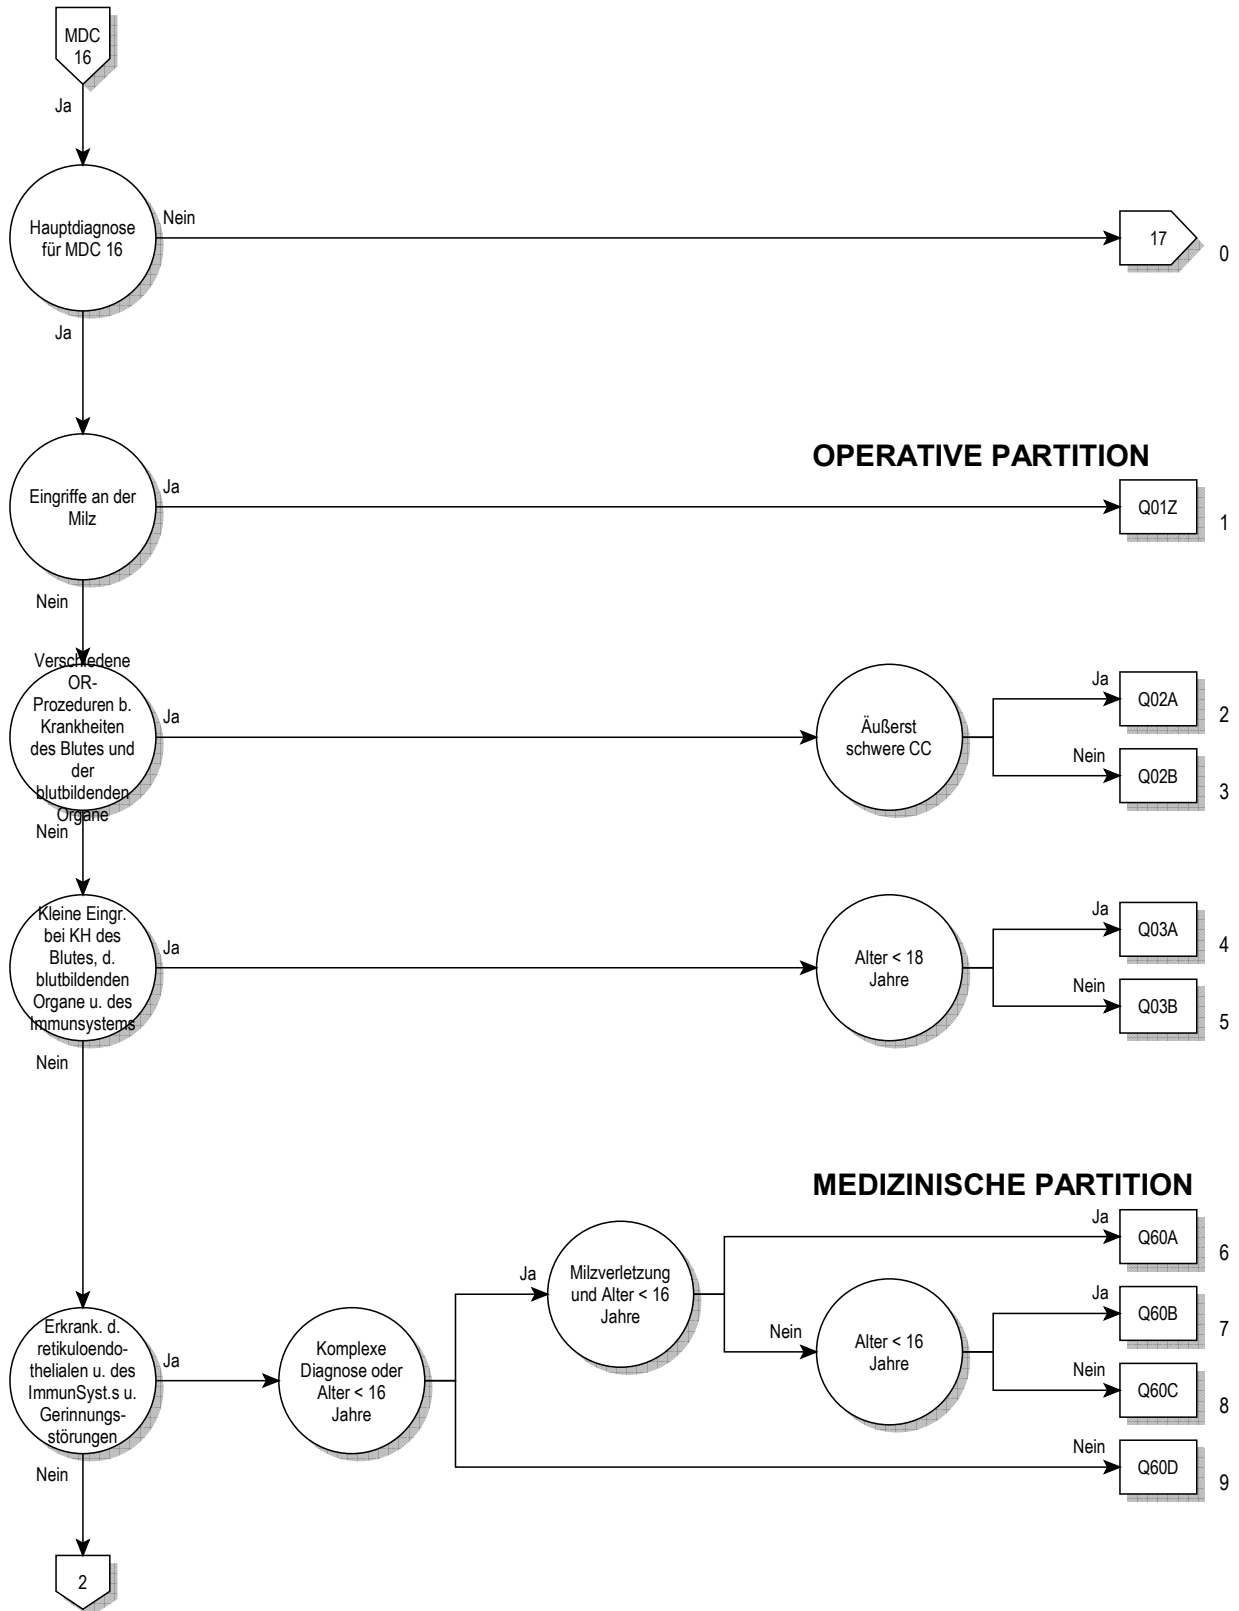 MDC
16
Ja
Hauptdiagnose
für MDC 16
Nein
17
0
Ja
OPERATIVE PARTITION
Eingriffe an der
Milz
Ja
Q01Z
1
Nein
Verschiedene
OR-
Prozeduren b.
Krankheiten
des Blutes und
der
blutbildenden
Organe
Ja
Äußerst
schwere CC
Ja
Q02A
2
Nein
Q02B
3
Nein
Kleine Eingr.
bei KH des
Blutes, d.
blutbildenden
Organe u. des
Immunsystems
Ja
Alter < 18
Jahre
Ja
Q03A
4
Nein
Q03B
5
Nein
MEDIZINISCHE PARTITION
Erkrank. d.
retikuloendo-
thelialen u. des
ImmunSyst.s u.
Gerinnungs-
störungen
Ja
Komplexe
Diagnose oder
Alter < 16
Jahre
Ja
Milzverletzung
und Alter < 16
Jahre
Ja
Q60A
6
Nein
Alter < 16
Jahre
Ja
Q60B
7
Nein
Q60C
8
Nein
Q60D
9
Nein
2